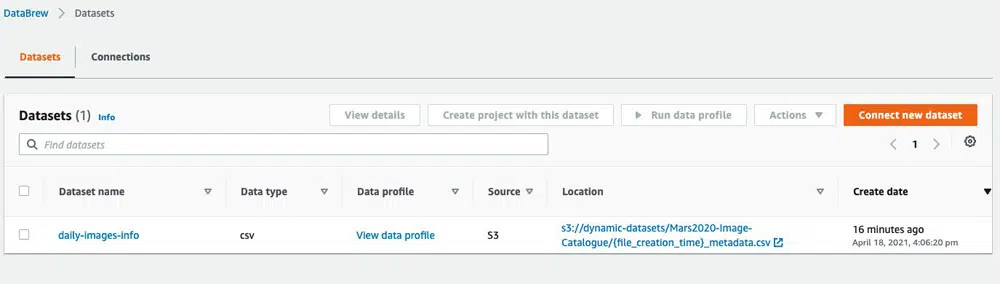 DataBrew > Datasets
Datasets Connections
Datasets (1) Info View details Create project with this dataset Run data profile Actions Connect new dataset
Find datasets 1
Dataset name Data type Data profile Source Location Create date
daily-images-info csv View data profile S3 s3://dynamic-datasets/Mars2020-Image- 16 minutes ago
Catalogue/{file_creation_time}_metadata.csv April 18, 2021, 4:06:20 pm